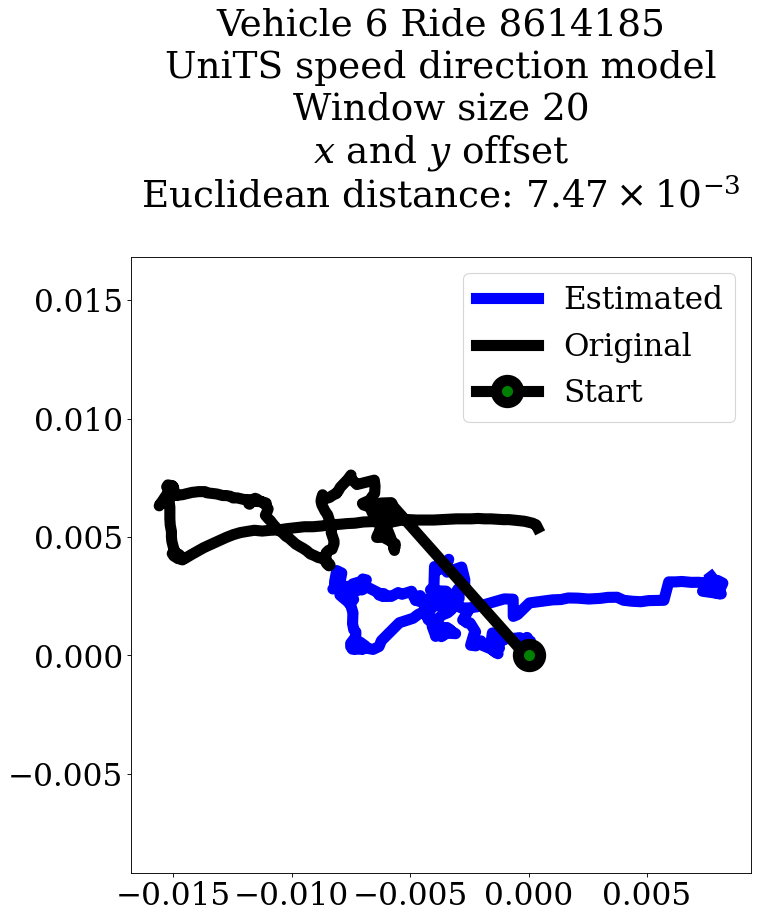 Vehicle 6 Ride 8614185
UniTS speed direction model
Window size 20
x and y offset
Euclidean distance: 7.47 × 10⁻³
Estimated
Original
Start
0.015
0.010
0.005
0.000
−0.005
−0.015 −0.010 −0.005 0.000 0.005